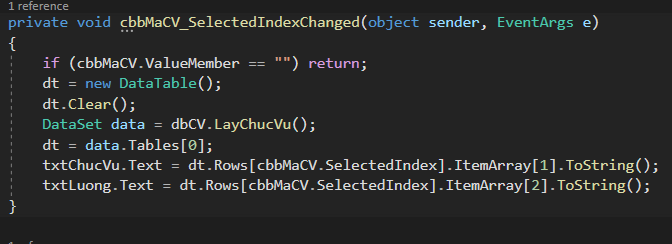 1 reference
private void cbbMaCV_SelectedIndexChanged(object sender, EventArgs e)
{
if (cbbMaCV.ValueMember == "") return;
dt = new DataTable();
dt.Clear();
DataSet data = dbCV.LayChucVu();
dt = data.Tables[0];
txtChucVu.Text = dt.Rows[cbbMaCV.SelectedIndex].ItemArray[1].ToString();
txtLuong.Text = dt.Rows[cbbMaCV.SelectedIndex].ItemArray[2].ToString();
}